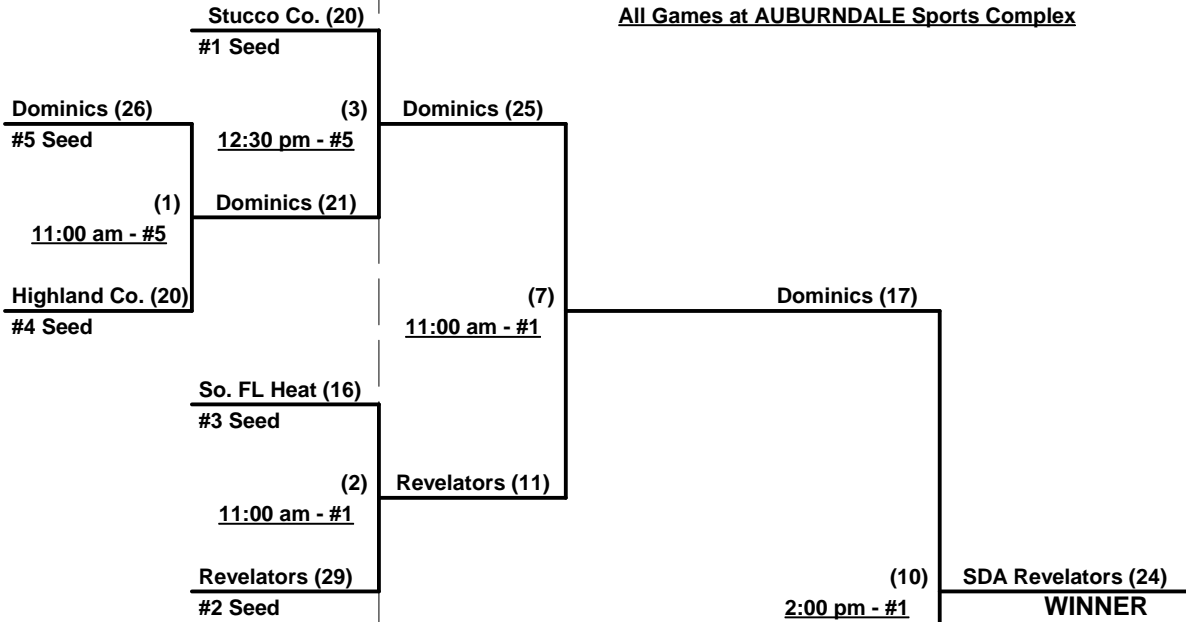 Stucco Co. (20)
All Games at AUBURNDALE Sports Complex
#1 Seed
Dominics (26)
(3)
Dominics (25)
#5 Seed
12:30 pm - #5
(1)
Dominics (21)
11:00 am - #5
Highland Co. (20)
(7)
Dominics (17)
#4 Seed
11:00 am - #1
So. FL Heat (16)
#3 Seed
(2)
Revelators (11)
11:00 am - #1
Revelators (29)
(10)
SDA Revelators (24)
#2 Seed
2:00 pm - #1
WINNER